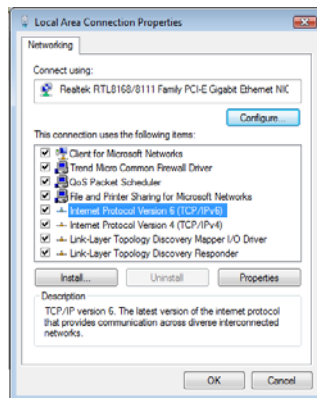 Local Area Connection Properties
Networking
Connect using:
Realtek RTL8168/8111 Family PCI-E Gigabit Ethernet NIC
Configure...
This connection uses the following items:
Client for Microsoft Networks
Trend Micro Common Firewall Driver
QoS Packet Scheduler
File and Printer Sharing for Microsoft Networks
Internet Protocol Version 6 (TCP/IPv6)
Internet Protocol Version 4 (TCP/IPv4)
Link-Layer Topology Discovery Mapper I/O Driver
Link-Layer Topology Discovery Responder
Install... Uninstall Properties
Description
TCP/IP version 6. The latest version of the internet protocol
that provides communication across diverse interconnected
networks.
OK Cancel